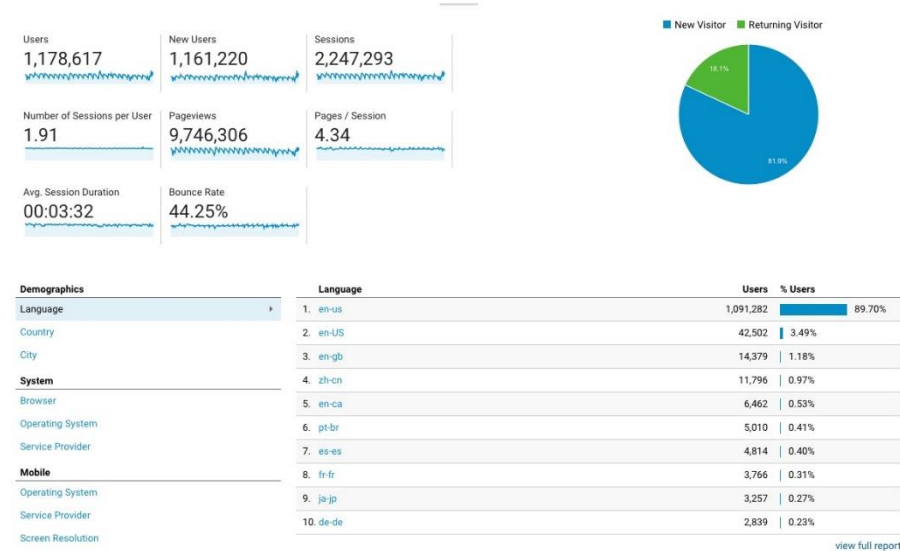 Users
1,178,617
New Users
1,161,220
Sessions
2,247,293
Number of Sessions per User
1.91
Pageviews
9,746,306
Pages / Session
4.34
Avg. Session Duration
00:03:32
Bounce Rate
44.25%
New Visitor Returning Visitor
18.1%
81.9%
Demographics
Language
Country
City
System
Browser
Operating System
Service Provider
Mobile
Operating System
Service Provider
Screen Resolution
Language Users % Users
1. en-us 1,091,282 89.70%
2. en-US 42,502 3.49%
3. en-gb 14,379 1.18%
4. zh-cn 11,796 0.97%
5. en-ca 6,462 0.53%
6. pt-br 5,010 0.41%
7. es-es 4,814 0.40%
8. fr-fr 3,766 0.31%
9. ja-jp 3,257 0.27%
10. de-de 2,839 0.23%
view full report